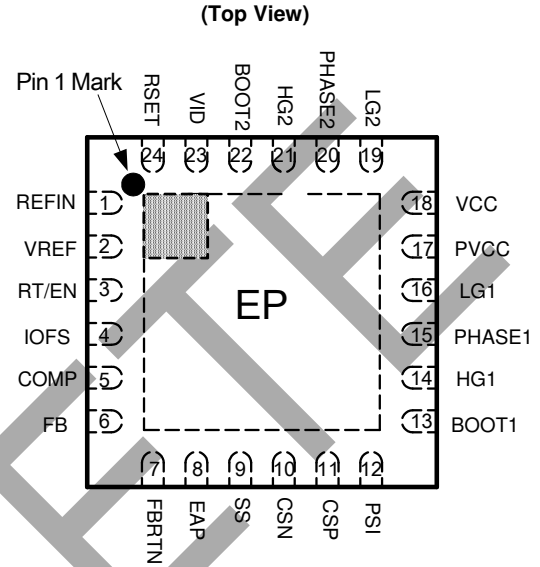 (Top View)
Pin 1 Mark
RSET
VID
BOOT2
HG2
PHASE2
LG2
24 23 22 21 20 19
REFIN 1
VREF 2
RT/EN 3
IOFS 4
COMP 5
FB 6
EP
18 VCC
17 PVCC
16 LG1
15 PHASE1
14 HG1
13 BOOT1
7 8 9 10 11 12
FBRTN
EAP
SS
CSN
CSP
PSI